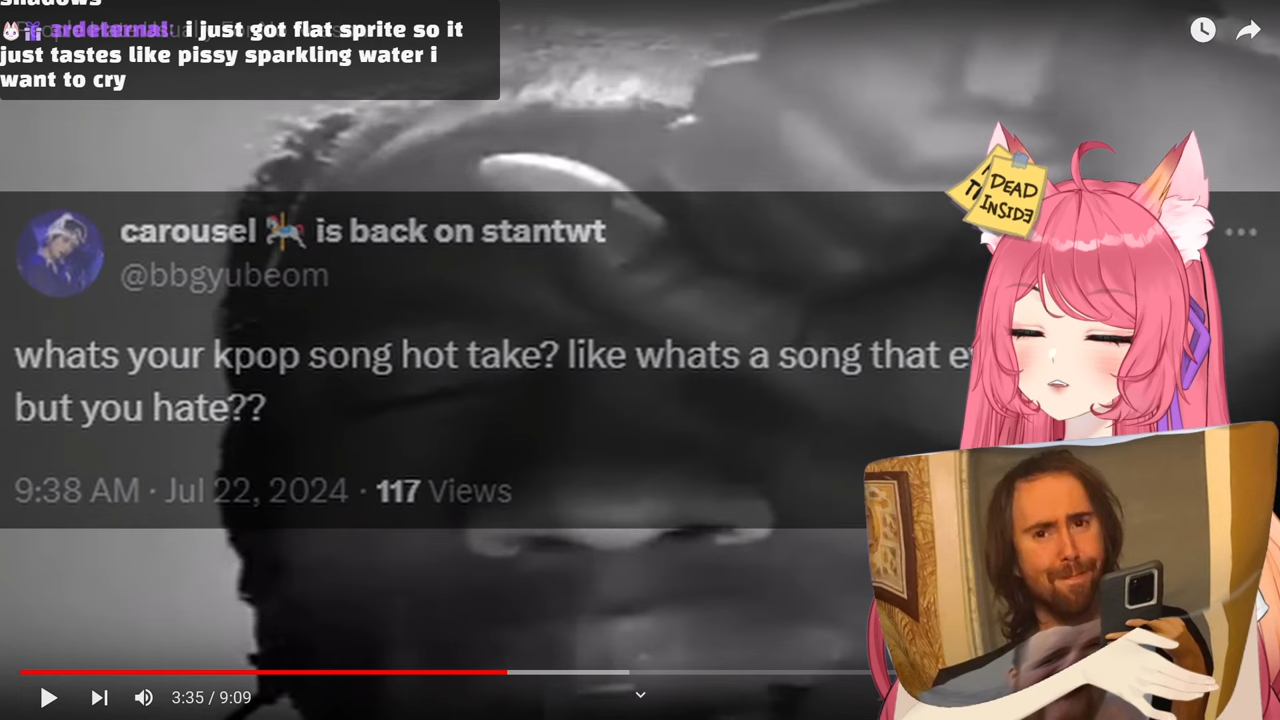 shadows
ardeternal: i just got flat sprite so it
just tastes like pissy sparkling water i
want to cry
DEAD
INSIDE
carousel 🎠 is back on stantwt
@bbgyubeom
whats your kpop song hot take? like whats a song that
but you hate??
9:38 AM · Jul 22, 2024 · 117 Views
3:35 / 9:09